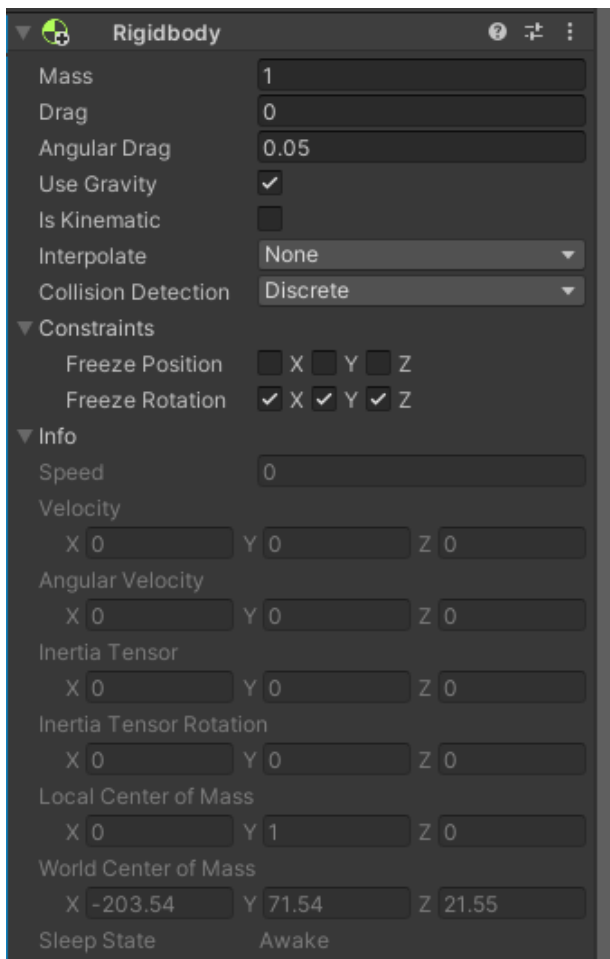 Rigidbody
Mass 1
Drag 0
Angular Drag 0.05
Use Gravity
Is Kinematic
Interpolate None
Collision Detection Discrete
Constraints
Freeze Position X Y Z
Freeze Rotation X Y Z
Info
Speed 0
Velocity
X 0 Y 0 Z 0
Angular Velocity
X 0 Y 0 Z 0
Inertia Tensor
X 0 Y 0 Z 0
Inertia Tensor Rotation
X 0 Y 0 Z 0
Local Center of Mass
X 0 Y 1 Z 0
World Center of Mass
X -203.54 Y 71.54 Z 21.55
Sleep State Awake